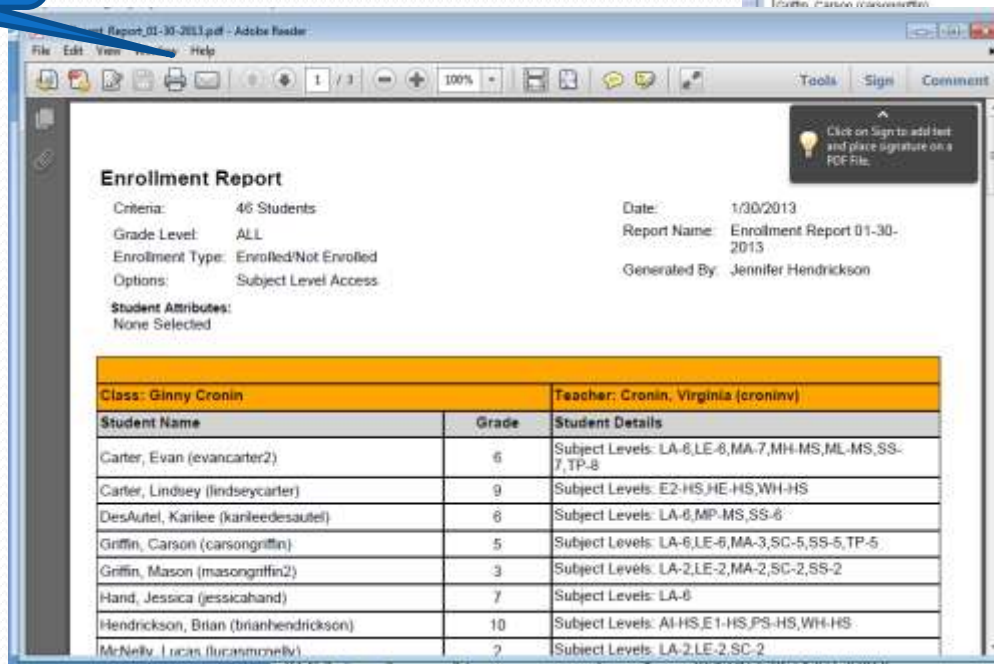 Griffin, Carson (carsongriffin)
Report_01-30-2013.pdf - Adobe Reader
File Edit View Window Help
1 / 3 100% Tools Sign Comment
Click on Sign to add text
and place signature on a
PDF File.
Enrollment Report
Criteria: 46 Students Date: 1/30/2013
Grade Level: ALL Report Name: Enrollment Report 01-30-
2013
Enrollment Type: Enrolled/Not Enrolled
Options: Subject Level Access Generated By: Jennifer Hendrickson
Student Attributes:
None Selected
Class: Ginny Cronin Teacher: Cronin, Virginia (croninv)
Student Name Grade Student Details
Carter, Evan (evancarter2) 6 Subject Levels: LA-6,LE-6,MA-7,MH-MS,ML-MS,SS-
7,TP-8
Carter, Lindsey (lindseycarter) 9 Subject Levels: E2-HS,HE-HS,WH-HS
DesAutel, Karilee (karileedesautel) 6 Subject Levels: LA-6,MP-MS,SS-6
Griffin, Carson (carsongriffin) 5 Subject Levels: LA-6,LE-6,MA-3,SC-5,SS-5,TP-5
Griffin, Mason (masongriffin2) 3 Subject Levels: LA-2,LE-2,MA-2,SC-2,SS-2
Hand, Jessica (jessicahand) 7 Subject Levels: LA-6
Hendrickson, Brian (brianhendrickson) 10 Subject Levels: AI-HS,E1-HS,PS-HS,WH-HS
McNelly, Lucas (lucasmcnelly) 2 Subject Levels: LA-2,LE-2,SC-2